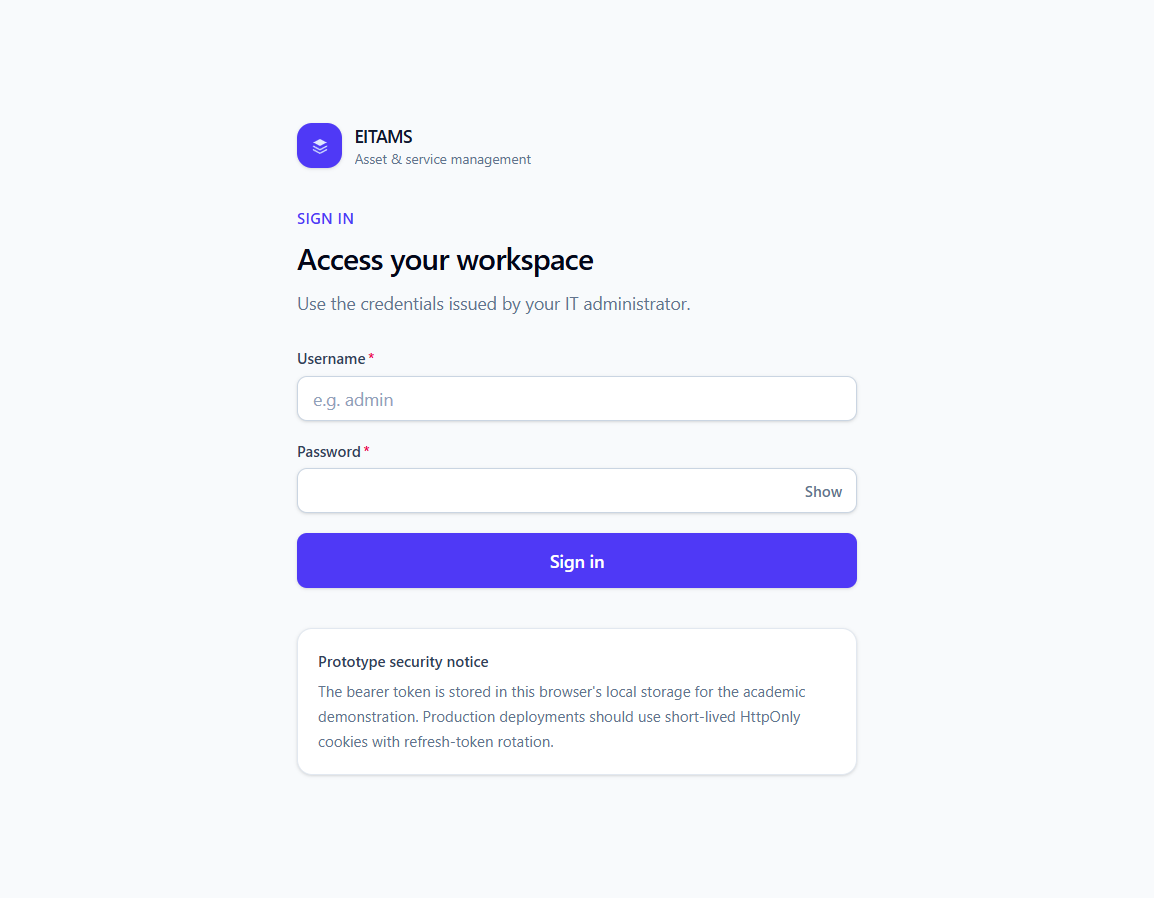 EITAMS
Asset & service management
SIGN IN
Access your workspace
Use the credentials issued by your IT administrator.
Username *
e.g. admin
Password *
Show
Sign in
Prototype security notice
The bearer token is stored in this browser's local storage for the academic
demonstration. Production deployments should use short-lived HttpOnly
cookies with refresh-token rotation.